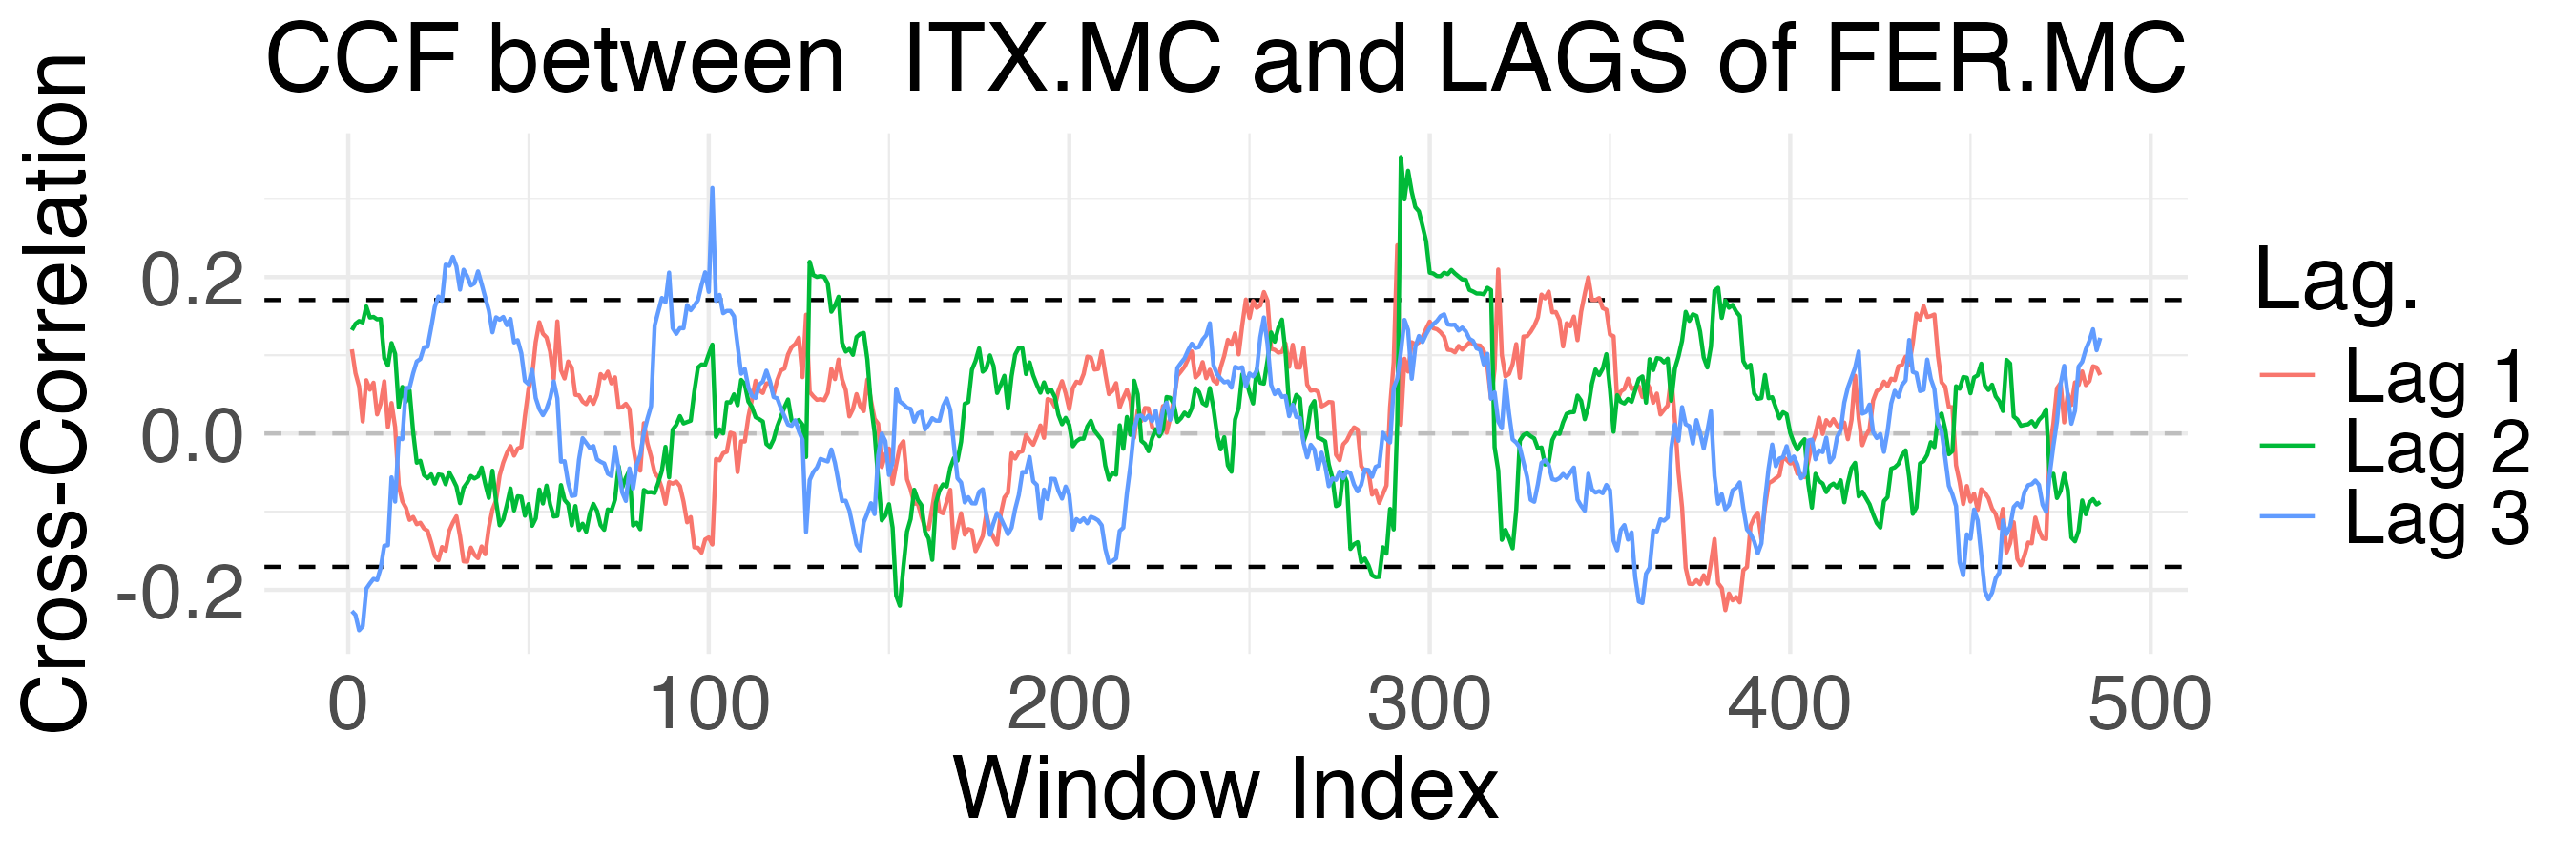 CCF between  ITX.MC and LAGS of FER.MC
Cross-Correlation
0.2
0.0
-0.2
0 100 200 300 400 500
Window Index
Lag.
Lag 1
Lag 2
Lag 3